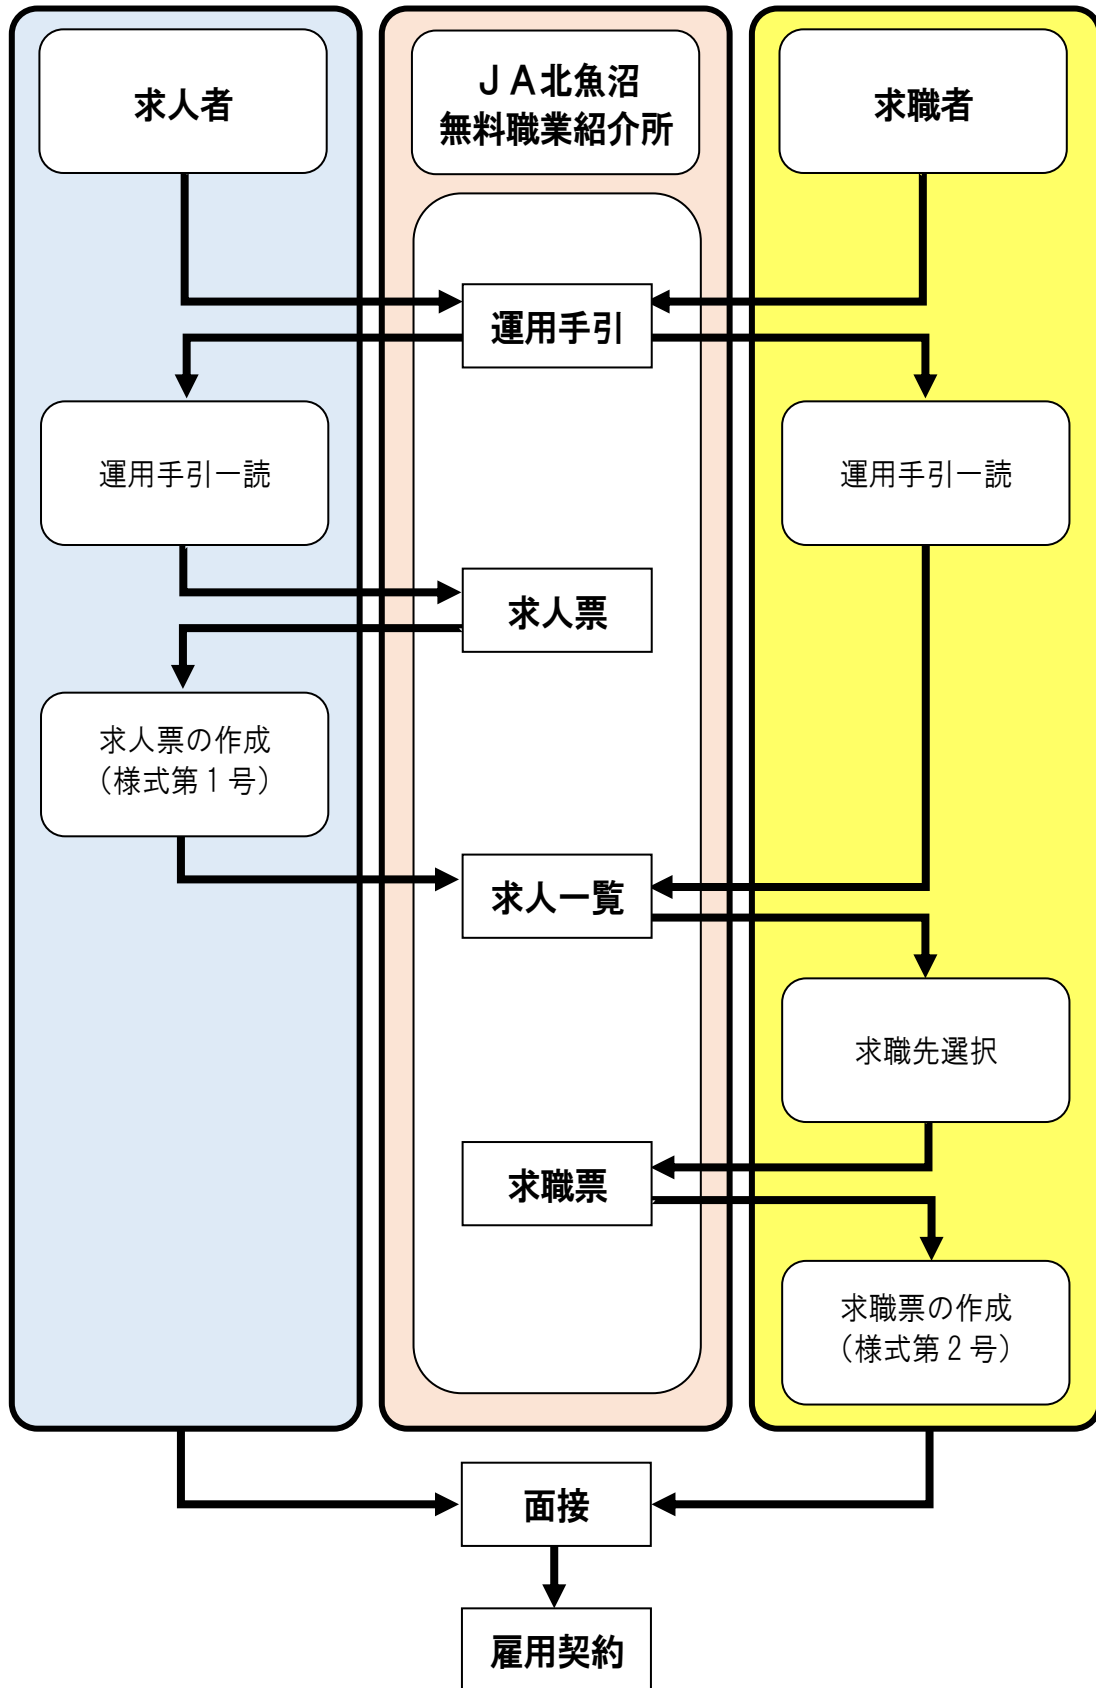 求人者
ＪＡ北魚沼
無料職業紹介所
求職者
運用手引
運用手引一読
運用手引一読
求人票
求人票の作成
（様式第１号）
求人一覧
求職先選択
求職票
求職票の作成
（様式第２号）
面接
雇用契約